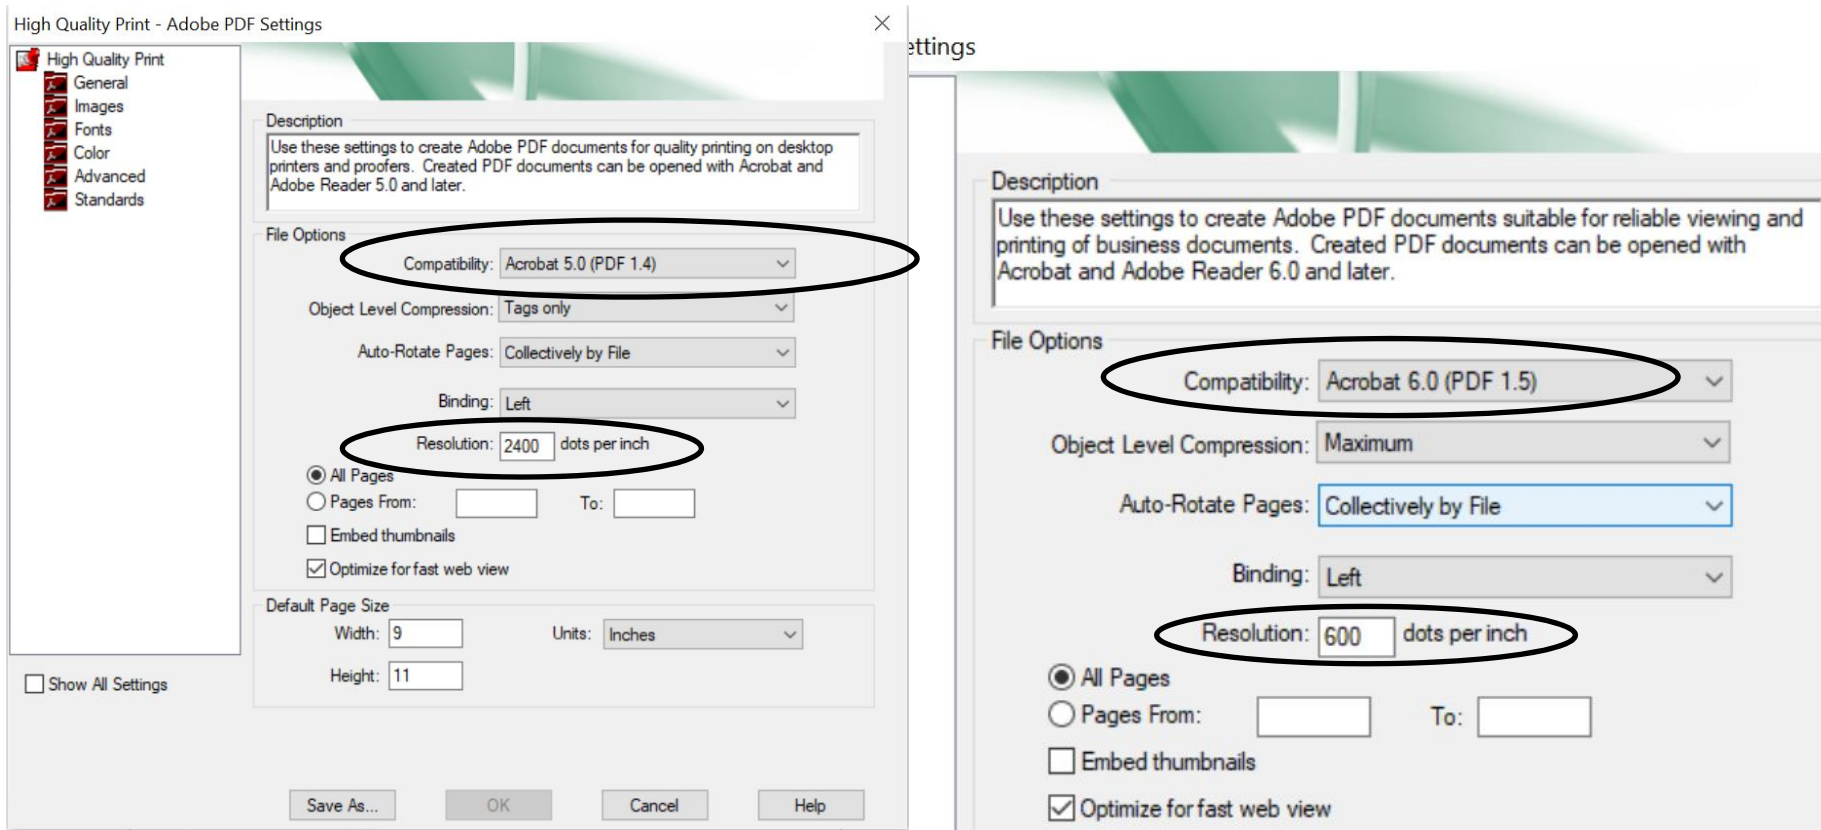 High Quality Print - Adobe PDF Settings
High Quality Print
General
Images
Fonts
Color
Advanced
Standards
Show All Settings
Description
Use these settings to create Adobe PDF documents for quality printing on desktop
printers and proofers. Created PDF documents can be opened with Acrobat and
Adobe Reader 5.0 and later.
File Options
Compatibility: Acrobat 5.0 (PDF 1.4)
Object Level Compression: Tags only
Auto-Rotate Pages: Collectively by File
Binding: Left
Resolution: 2400 dots per inch
All Pages
Pages From: To:
Embed thumbnails
Optimize for fast web view
Default Page Size
Width: 9 Units: Inches
Height: 11
Save As... OK Cancel Help
ettings
Description
Use these settings to create Adobe PDF documents suitable for reliable viewing and
printing of business documents. Created PDF documents can be opened with
Acrobat and Adobe Reader 6.0 and later.
File Options
Compatibility: Acrobat 6.0 (PDF 1.5)
Object Level Compression: Maximum
Auto-Rotate Pages: Collectively by File
Binding: Left
Resolution: 600 dots per inch
All Pages
Pages From: To:
Embed thumbnails
Optimize for fast web view